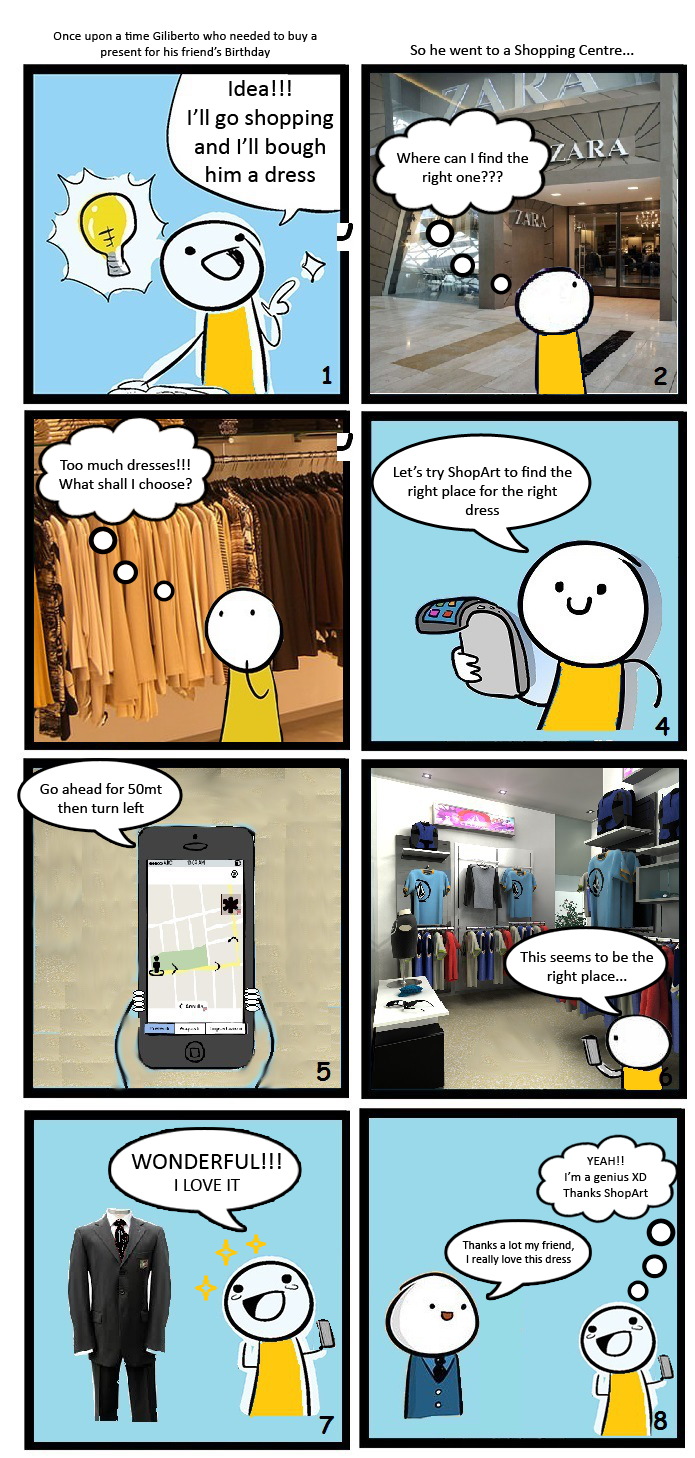 Once upon a time Giliberto who needed to buy a
present for his friend's Birthday
So he went to a Shopping Centre...
Idea!!!
I'll go shopping
and I'll bough
him a dress
1
ZARA
ZARA
ZARA
Where can I find the
right one???
2
Too much dresses!!!
What shall I choose?
Let's try ShopArt to find the
right place for the right
dress
4
Go ahead for 50mt
then turn left
5
This seems to be the
right place...
6
WONDERFUL!!!
I LOVE IT
7
YEAH!!
I'm a genius XD
Thanks ShopArt
Thanks a lot my friend,
I really love this dress
8